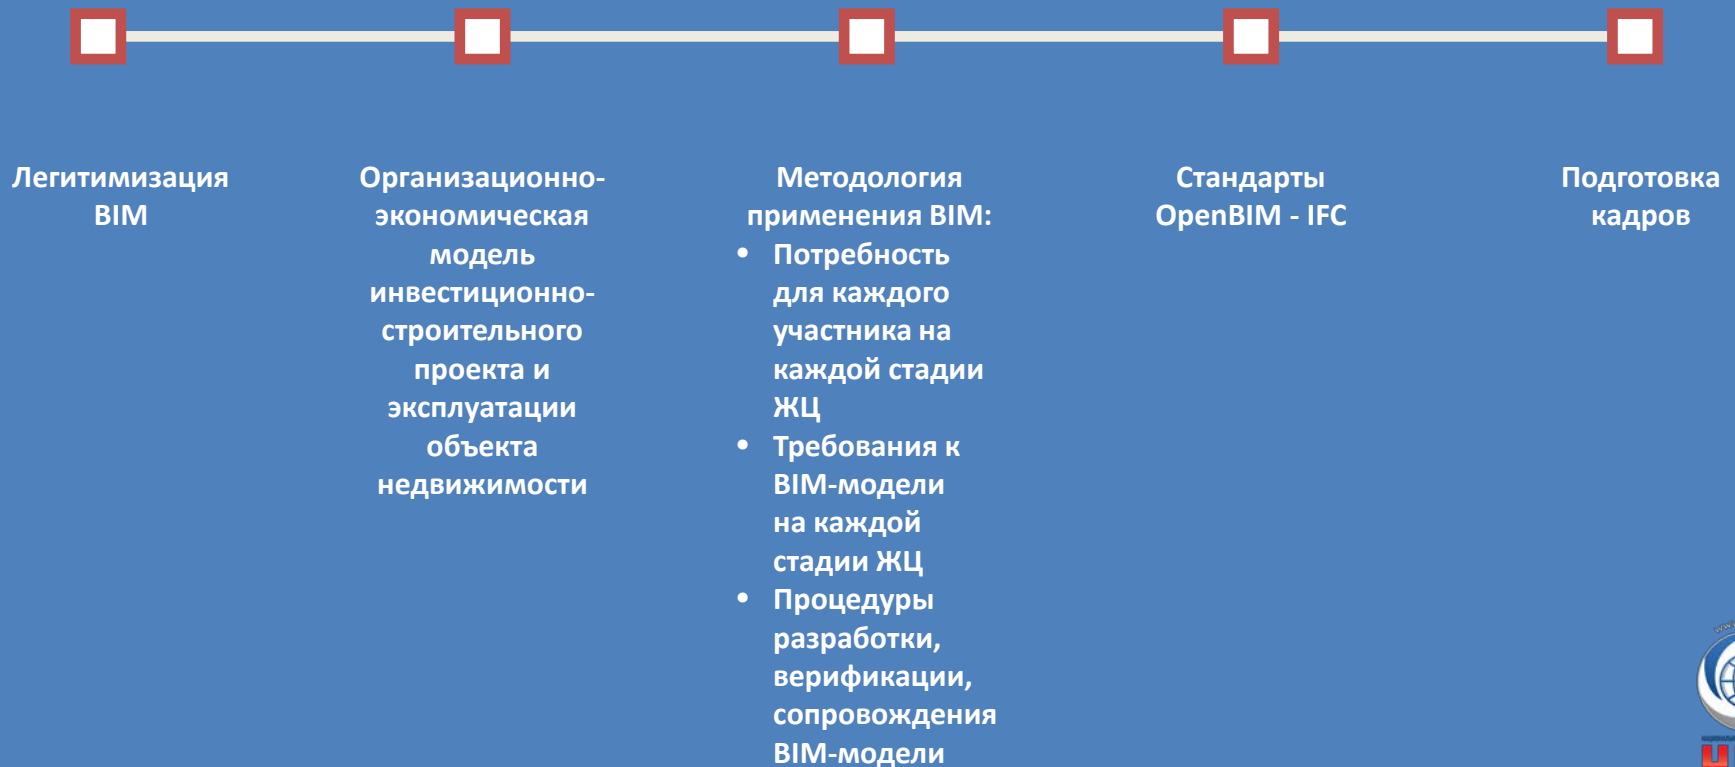 Легитимизация
BIM
Организационно-
экономическая
модель
инвестиционно-
строительного
проекта и
эксплуатации
объекта
недвижимости
Методология
применения BIM:
• Потребность
для каждого
участника на
каждой стадии
ЖЦ
• Требования к
BIM-модели
на каждой
стадии ЖЦ
• Процедуры
разработки,
верификации,
сопровождения
BIM-модели
Стандарты
OpenBIM - IFC
Подготовка
кадров